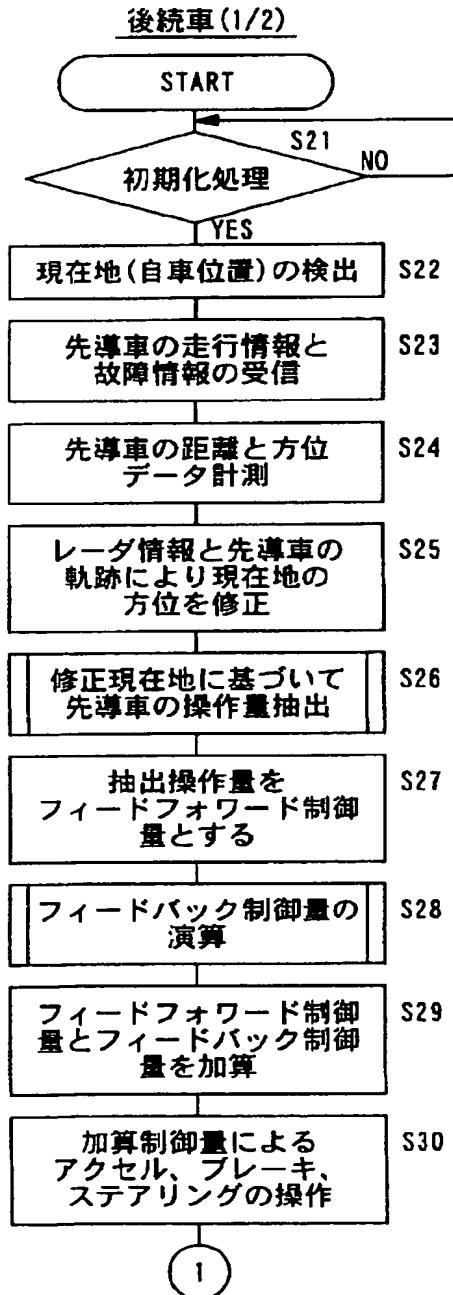 後続車(1/2)
START
S21
初期化処理
NO
YES
現在地(自車位置)の検出
S22
先導車の走行情報と
故障情報の受信
S23
先導車の距離と方位
データ計測
S24
レーダ情報と先導車の
軌跡により現在地の
方位を修正
S25
修正現在地に基づいて
先導車の操作量抽出
S26
抽出操作量を
フィードフォワード制御
量とする
S27
フィードバック制御量の
演算
S28
フィードフォワード制御
量とフィードバック制御
量を加算
S29
加算制御量による
アクセル、ブレーキ、
ステアリングの操作
S30
1